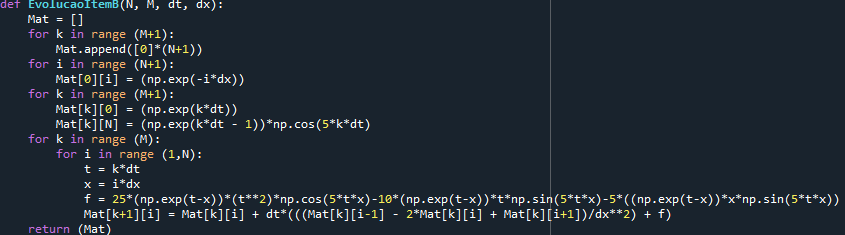 def EvolucaoItemB(N, M, dt, dx):
    Mat = []
    for k in range (M+1):
        Mat.append([0]*(N+1))
    for i in range (N+1):
        Mat[0][i] = (np.exp(-i*dx))
    for k in range (M+1):
        Mat[k][0] = (np.exp(k*dt))
        Mat[k][N] = (np.exp(k*dt - 1))*np.cos(5*k*dt)
    for k in range (M):
        for i in range (1,N):
            t = k*dt
            x = i*dx
            f = 25*(np.exp(t-x))*(t**2)*np.cos(5*t*x)-10*(np.exp(t-x))*t*np.sin(5*t*x)-5*((np.exp(t-x))*x*np.sin(5*t*x))
            Mat[k+1][i] = Mat[k][i] + dt*(((Mat[k][i-1] - 2*Mat[k][i] + Mat[k][i+1])/dx**2) + f)
    return (Mat)